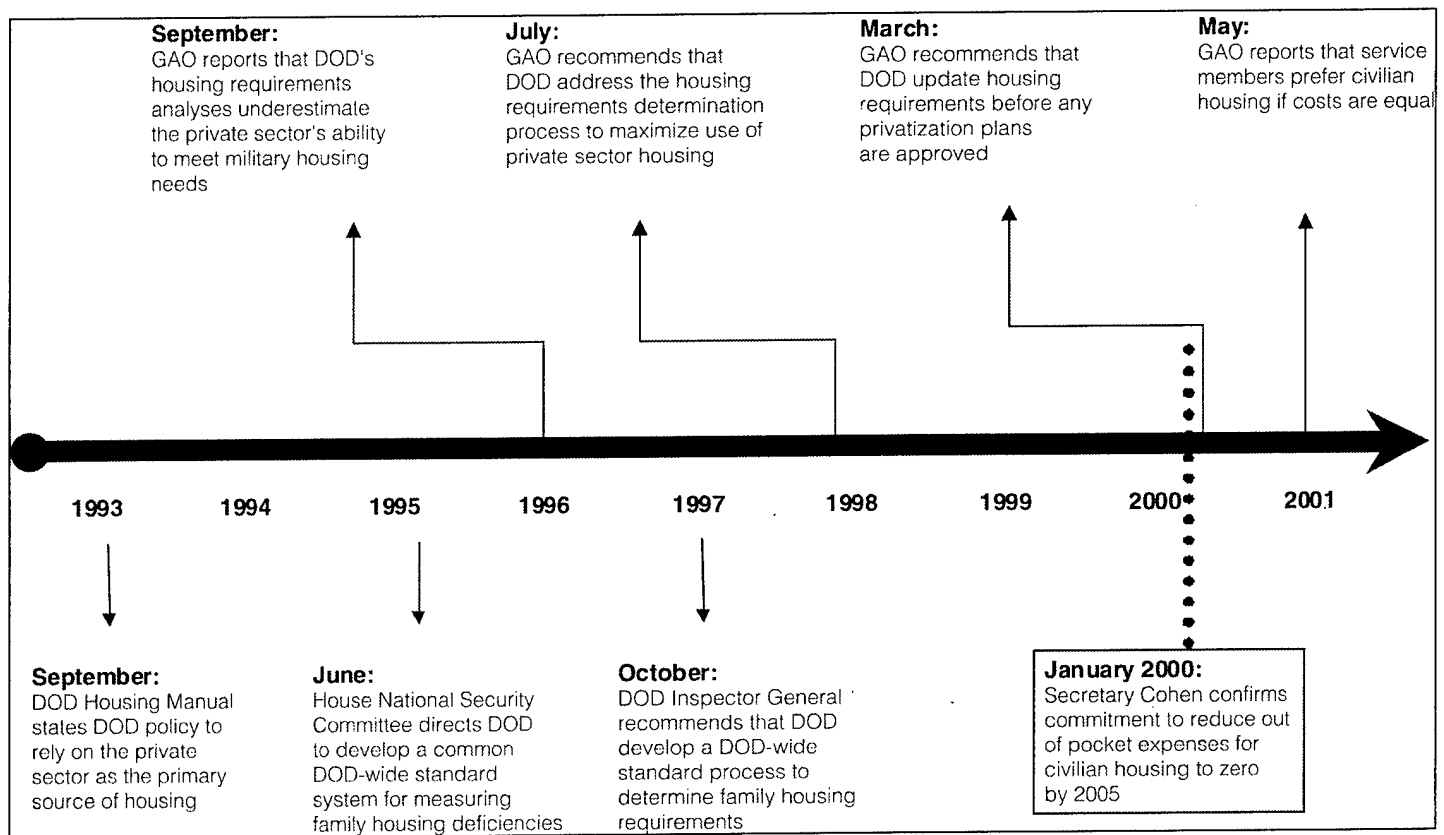 September:
GAO reports that DOD's
housing requirements
analyses underestimate
the private sector's ability
to meet military housing
needs
July:
GAO recommends that
DOD address the housing
requirements determination
process to maximize use of
private sector housing
March:
GAO recommends that
DOD update housing
requirements before any
privatization plans
are approved
May:
GAO reports that service
members prefer civilian
housing if costs are equal
1993
1994
1995
1996
1997
1998
1999
2000
2001
September:
DOD Housing Manual
states DOD policy to
rely on the private
sector as the primary
source of housing
June:
House National Security
Committee directs DOD
to develop a common
DOD-wide standard
system for measuring
family housing deficiencies
October:
DOD Inspector General
recommends that DOD
develop a DOD-wide
standard process to
determine family housing
requirements
January 2000:
Secretary Cohen confirms
commitment to reduce out
of pocket expenses for
civilian housing to zero
by 2005